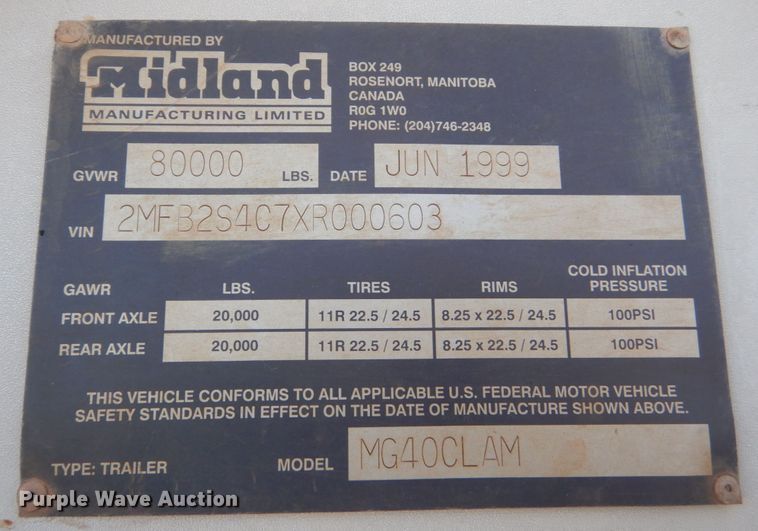 MANUFACTURED BY
Midland
MANUFACTURING LIMITED
BOX 249
ROSENORT, MANITOBA
CANADA
R0G 1W0
PHONE: (204)746-2348
GVWR 80000 LBS. DATE JUN 1999
VIN 2MFB2S4C7XR000603
COLD INFLATION
GAWR LBS. TIRES RIMS PRESSURE
FRONT AXLE 20,000 11R 22.5 / 24.5 8.25 x 22.5 / 24.5 100PSI
REAR AXLE 20,000 11R 22.5 / 24.5 8.25 x 22.5 / 24.5 100PSI
THIS VEHICLE CONFORMS TO ALL APPLICABLE U.S. FEDERAL MOTOR VEHICLE
SAFETY STANDARDS IN EFFECT ON THE DATE OF MANUFACTURE SHOWN ABOVE.
TYPE: TRAILER MODEL MG40CLAM
Purple Wave Auction